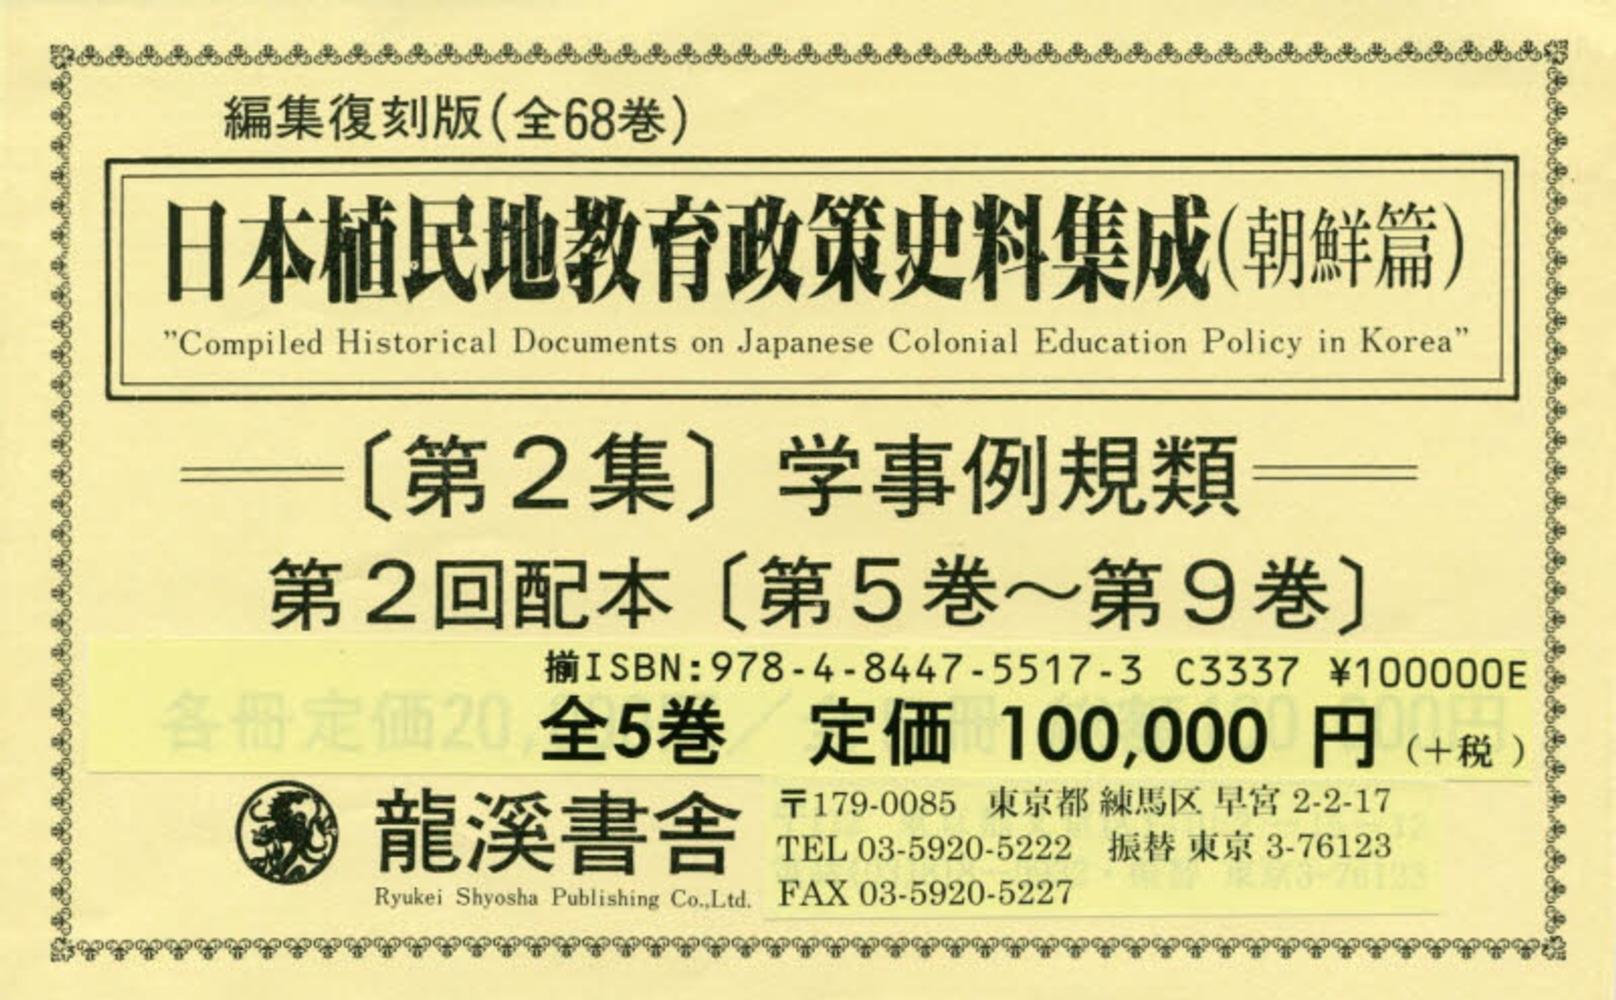 編集復刻版(全68巻)
日本植民地教育政策史料集成(朝鮮篇)
”Compiled Historical Documents on Japanese Colonial Education Policy in Korea”
〔第2集〕 学事例規類
第2回配本〔第5巻～第9巻〕
揃ISBN:978-4-8447-5517-3 C3337 ¥100000E
全5巻 定価 100,000 円 (+税)
龍溪書舎
Ryukei Shyosha Publishing Co.,Ltd.
〒179-0085 東京都 練馬区 早宮 2-2-17
TEL 03-5920-5222 振替 東京 3-76123
FAX 03-5920-5227